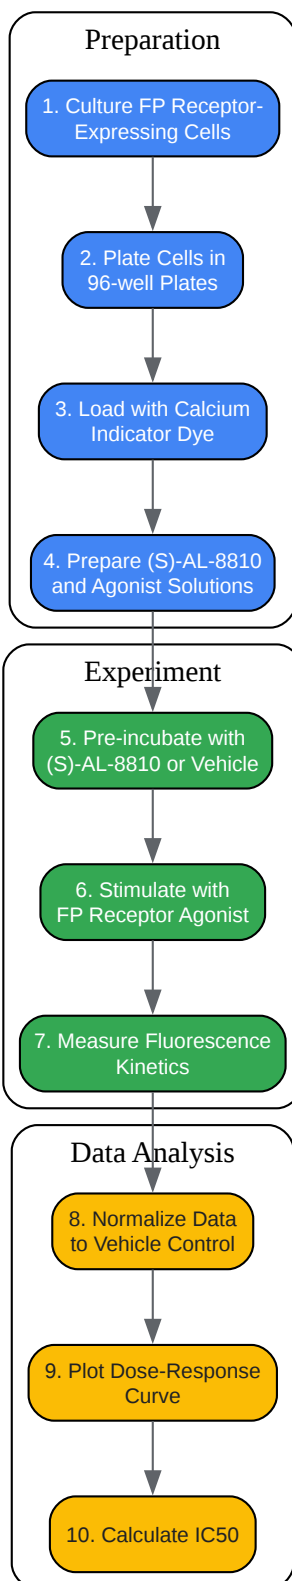 Preparation
1. Culture FP Receptor-
Expressing Cells
2. Plate Cells in
96-well Plates
3. Load with Calcium
Indicator Dye
4. Prepare (S)-AL-8810
and Agonist Solutions
Experiment
5. Pre-incubate with
(S)-AL-8810 or Vehicle
6. Stimulate with
FP Receptor Agonist
7. Measure Fluorescence
Kinetics
Data Analysis
8. Normalize Data
to Vehicle Control
9. Plot Dose-Response
Curve
10. Calculate IC50